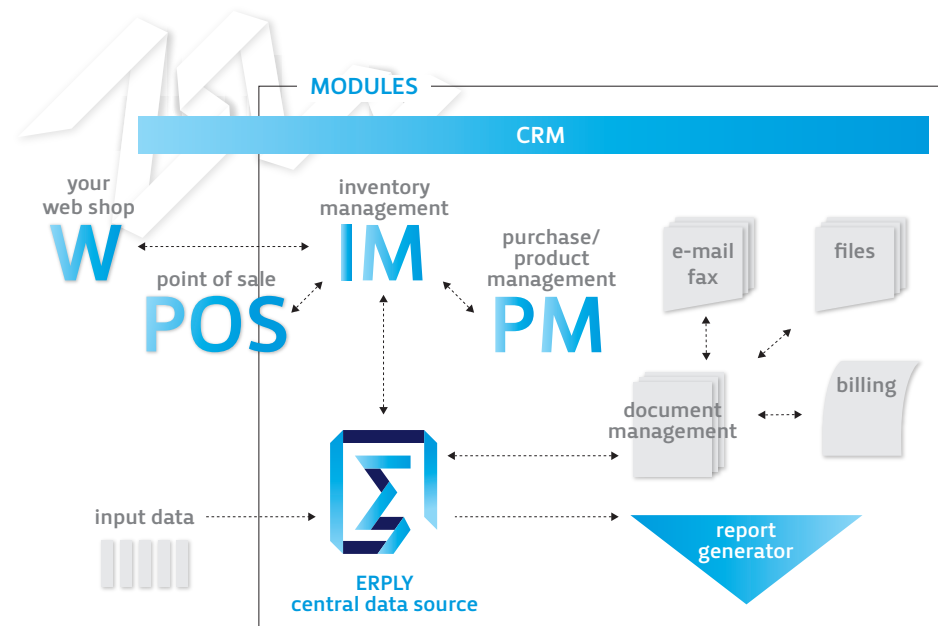 MODULES
CRM
your
web shop
W
inventory
management
IM
point of sale
POS
purchase/
product
management
PM
e-mail
fax
files
document
management
billing
input data
ERPLY
central data source
report
generator